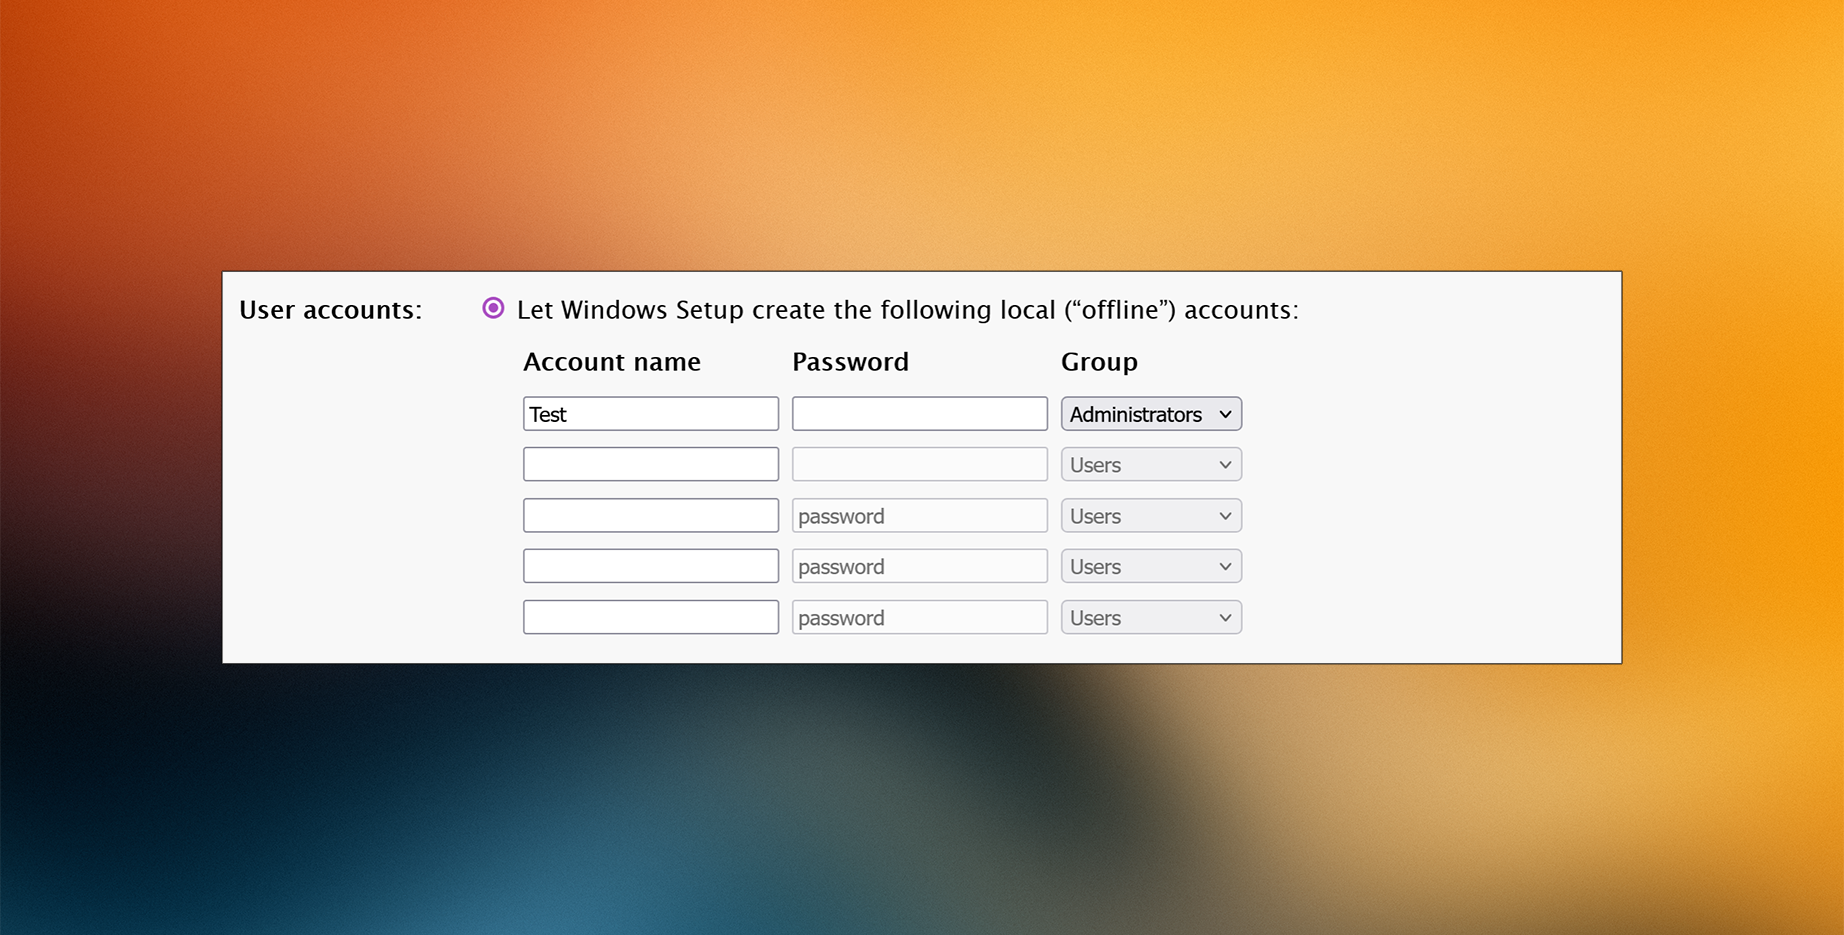 User accounts: Let Windows Setup create the following local (“offline”) accounts:
Account name Password Group
Test Administrators
Users
password Users
password Users
password Users